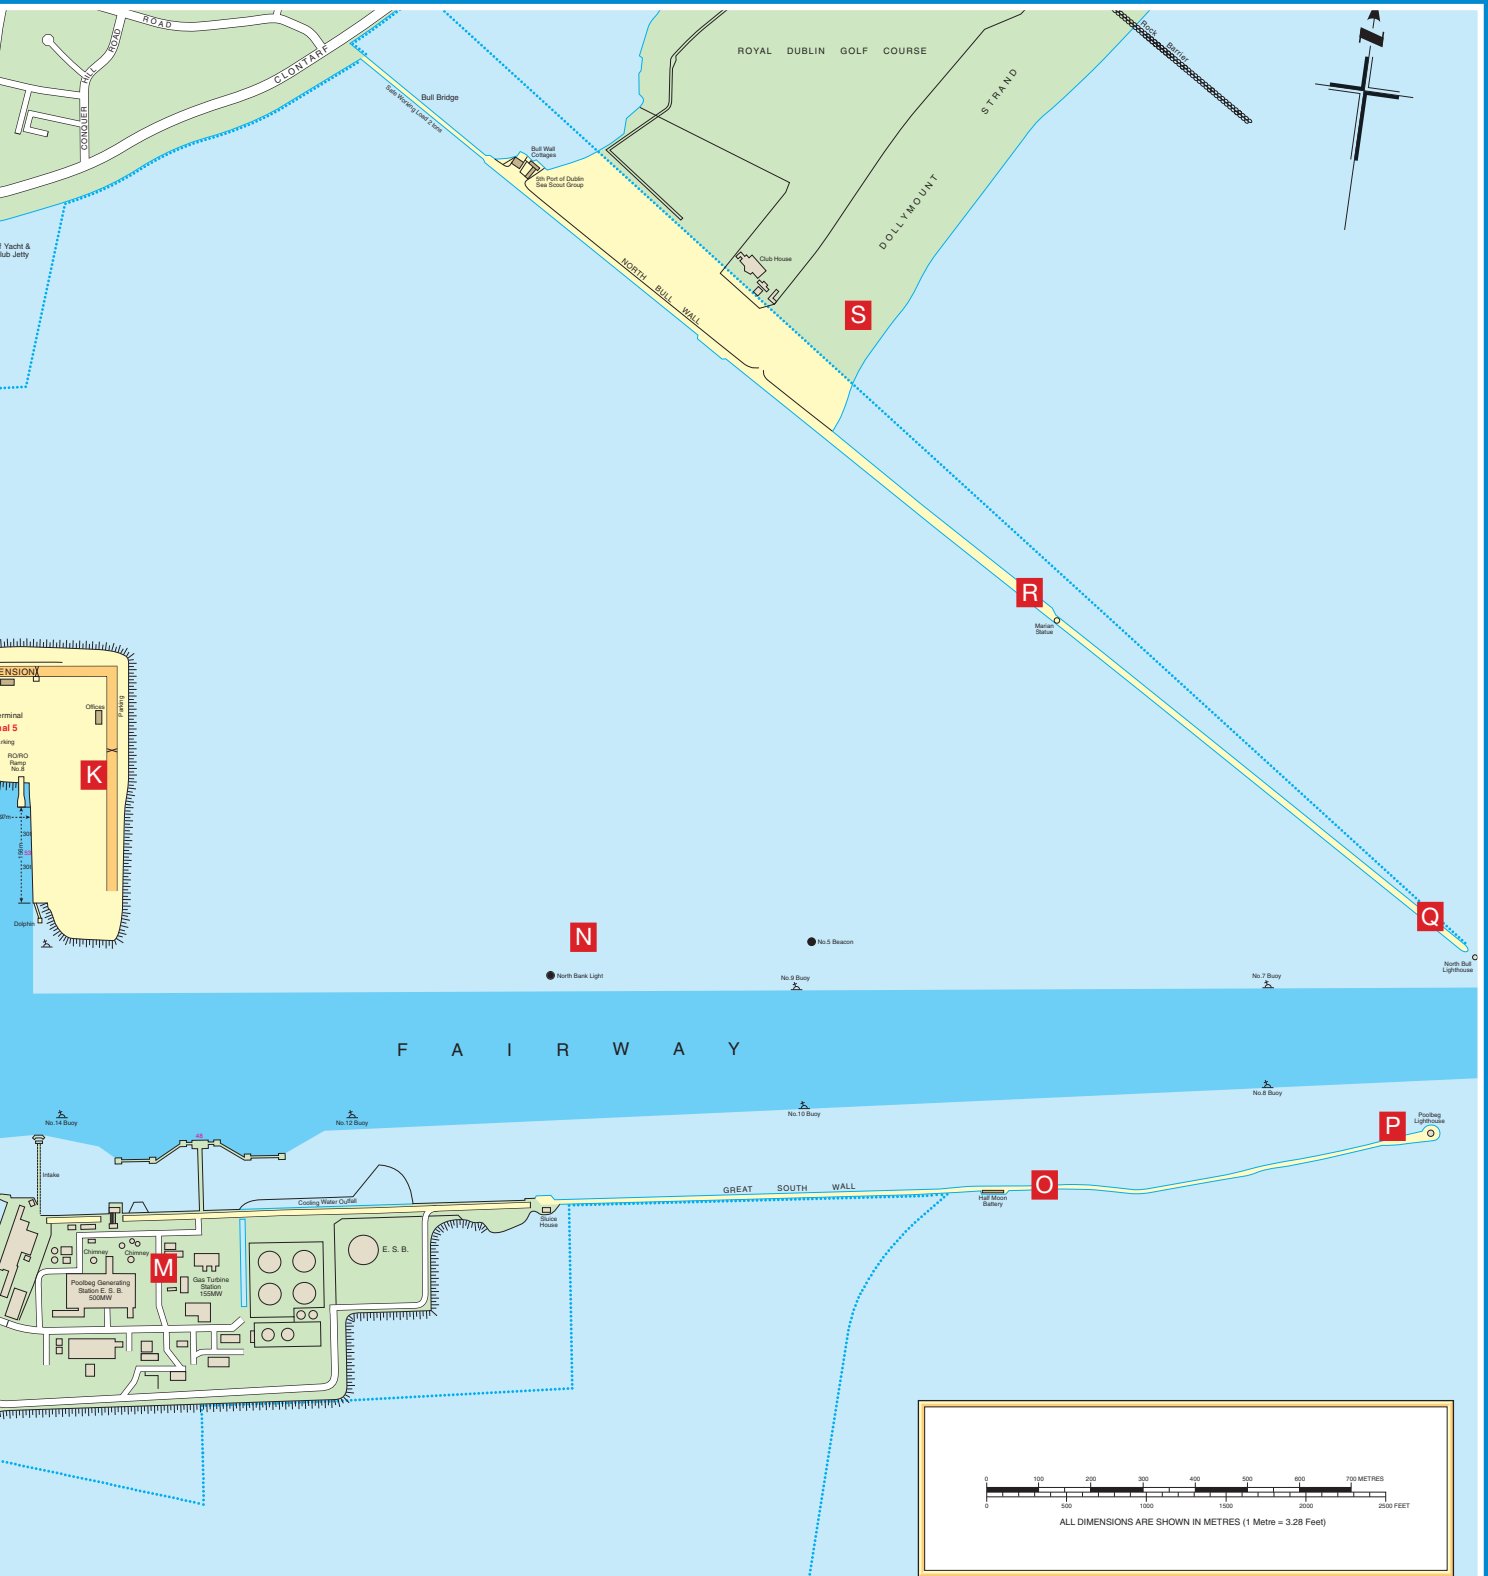 ROAD
HILL
ROAD
CONQUER
CLONTARF
ROYAL DUBLIN GOLF COURSE
Rock Barrier
N
Safe Working Load 2 tons
Bull Bridge
Bull Wall
Cottages
5th Port of Dublin
Sea Scout Group
STRAND
DOLLYMOUNT
Yacht &
lub Jetty
NORTH BULL WALL
Club House
S
R
Marian
Statue
ENSION
Offices
Parking
erminal
al 5
rking
RO/RO
Ramp
No.8
K
97m
156m
Dolphin
N
No.5 Beacon
North Bank Light
No.9 Buoy
No.7 Buoy
Q
North Bull
Lighthouse
FAIRWAY
No.14 Buoy
No.12 Buoy
No.10 Buoy
No.8 Buoy
48
P
Poolbeg
Lighthouse
Intake
Cooling Water Outfall
GREAT SOUTH WALL
O
Half Moon
Battery
Sluice
House
Chimney
Chimney
M
E. S. B.
Poolbeg Generating
Station E. S. B.
500MW
Gas Turbine
Station
155MW
0 100 200 300 400 500 600 700 METRES
0 500 1000 1500 2000 2500 FEET
ALL DIMENSIONS ARE SHOWN IN METRES (1 Metre = 3.28 Feet)